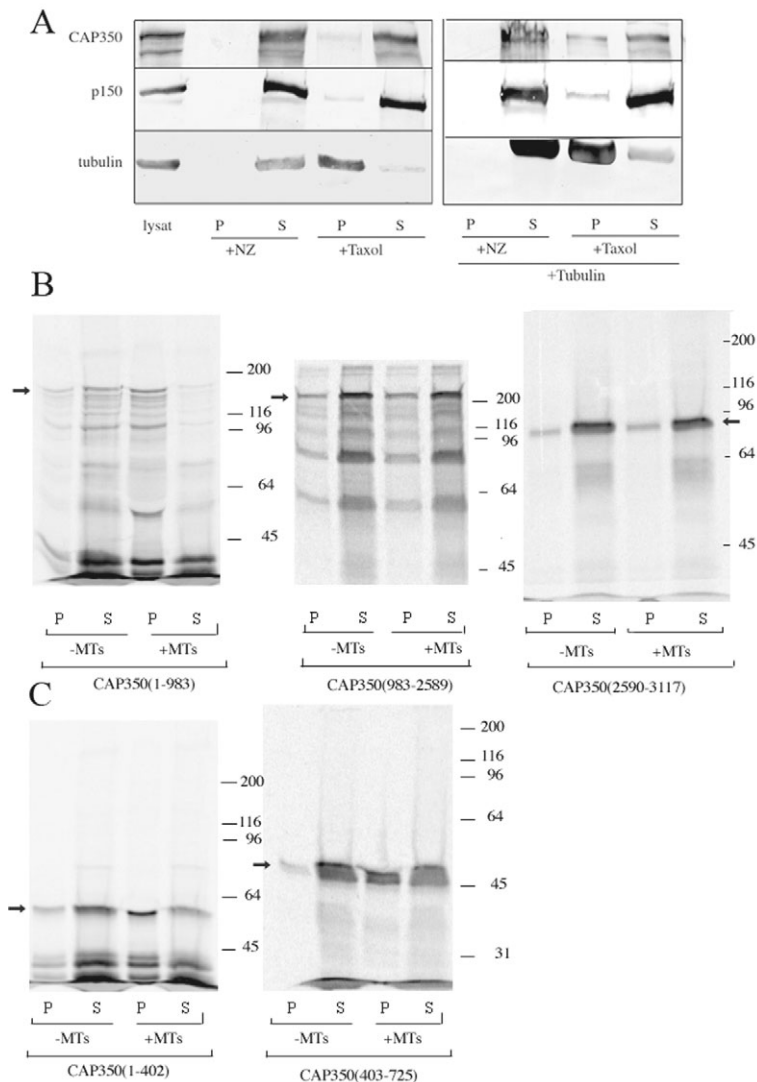 A
CAP350
p150
tubulin
lysat P S P S P S P S
+NZ +Taxol +NZ +Taxol
+Tubulin
B
200
116
96
64
45
200
116
96
64
45
200
116
96
64
45
P S P S P S P S P S P S
-MTs +MTs -MTs +MTs -MTs +MTs
CAP350(1-983) CAP350(983-2589) CAP350(2590-3117)
C
200
116
96
64
45
200
116
96
64
45
31
P S P S P S P S
-MTs +MTs -MTs +MTs
CAP350(1-402) CAP350(403-725)